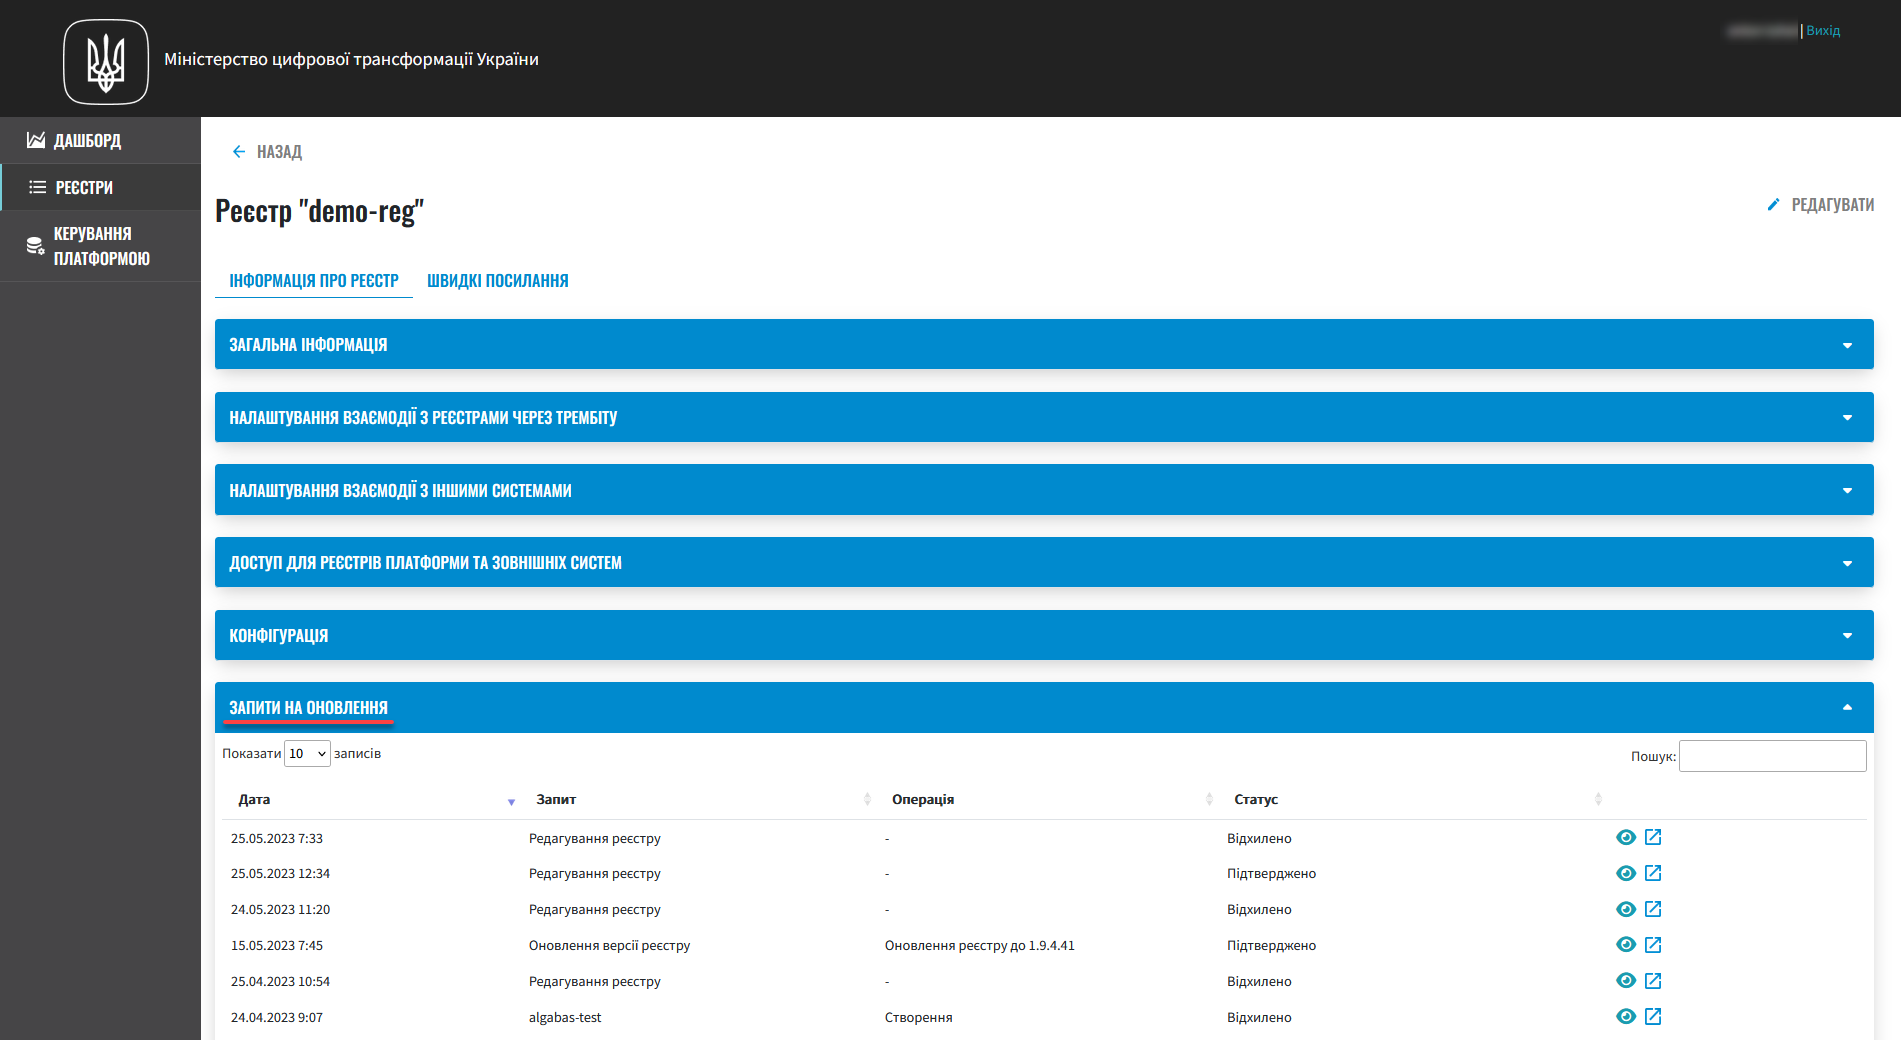 Міністерство цифрової трансформації України
Вихід
ДАШБОРД
РЕЄСТРИ
КЕРУВАННЯ
ПЛАТФОРМОЮ
НАЗАД
Реєстр "demo-reg"
РЕДАГУВАТИ
ІНФОРМАЦІЯ ПРО РЕЄСТР ШВИДКІ ПОСИЛАННЯ
ЗАГАЛЬНА ІНФОРМАЦІЯ
НАЛАШТУВАННЯ ВЗАЄМОДІЇ З РЕЄСТРАМИ ЧЕРЕЗ ТРЕМБІТУ
НАЛАШТУВАННЯ ВЗАЄМОДІЇ З ІНШИМИ СИСТЕМАМИ
ДОСТУП ДЛЯ РЕЄСТРІВ ПЛАТФОРМИ ТА ЗОВНІШНІХ СИСТЕМ
КОНФІГУРАЦІЯ
ЗАПИТИ НА ОНОВЛЕННЯ
Показати 10 записів Пошук:
Дата Запит Операція Статус
25.05.2023 7:33 Редагування реєстру - Відхилено
25.05.2023 12:34 Редагування реєстру - Підтверджено
24.05.2023 11:20 Редагування реєстру - Відхилено
15.05.2023 7:45 Оновлення версії реєстру Оновлення реєстру до 1.9.4.41 Підтверджено
25.04.2023 10:54 Редагування реєстру - Відхилено
24.04.2023 9:07 algabas-test Створення Відхилено